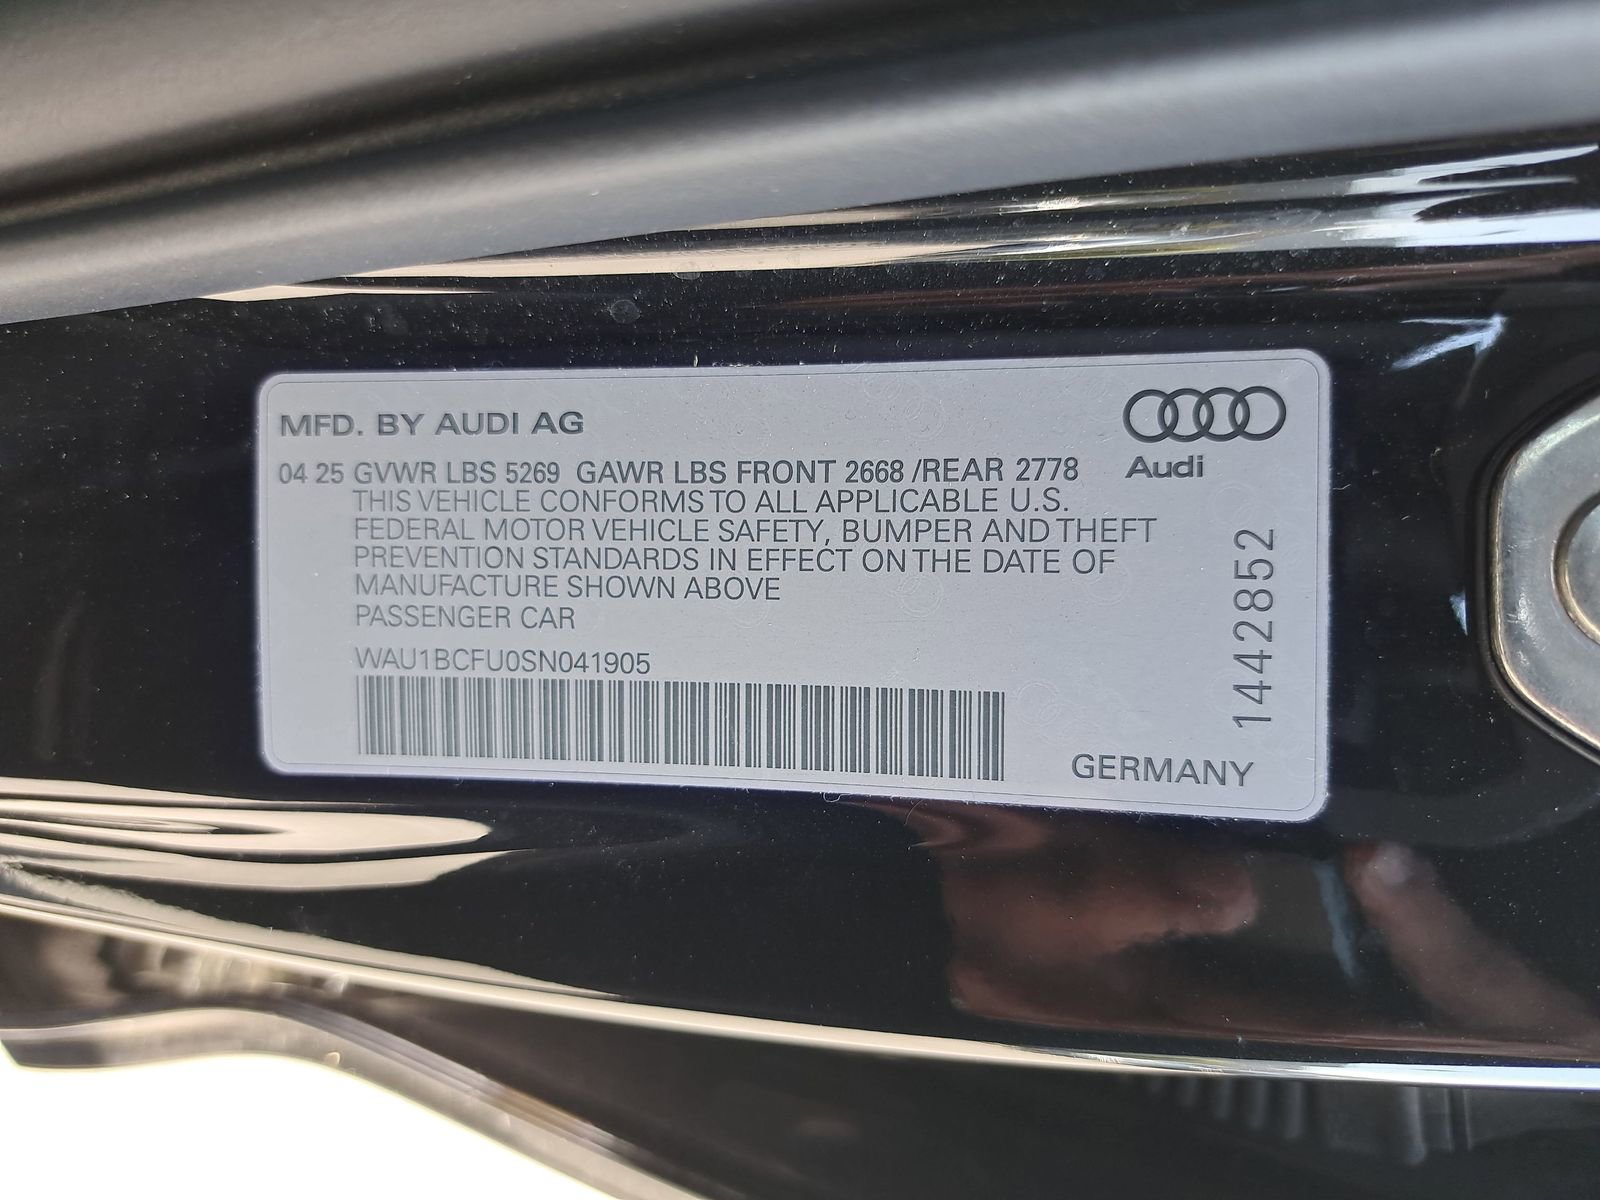 MFD. BY AUDI AG
Audi
04 25 GVWR LBS 5269 GAWR LBS FRONT 2668 /REAR 2778
THIS VEHICLE CONFORMS TO ALL APPLICABLE U.S.
FEDERAL MOTOR VEHICLE SAFETY, BUMPER AND THEFT
PREVENTION STANDARDS IN EFFECT ON THE DATE OF
MANUFACTURE SHOWN ABOVE
PASSENGER CAR
WAU1BCFU0SN041905
GERMANY
1442852